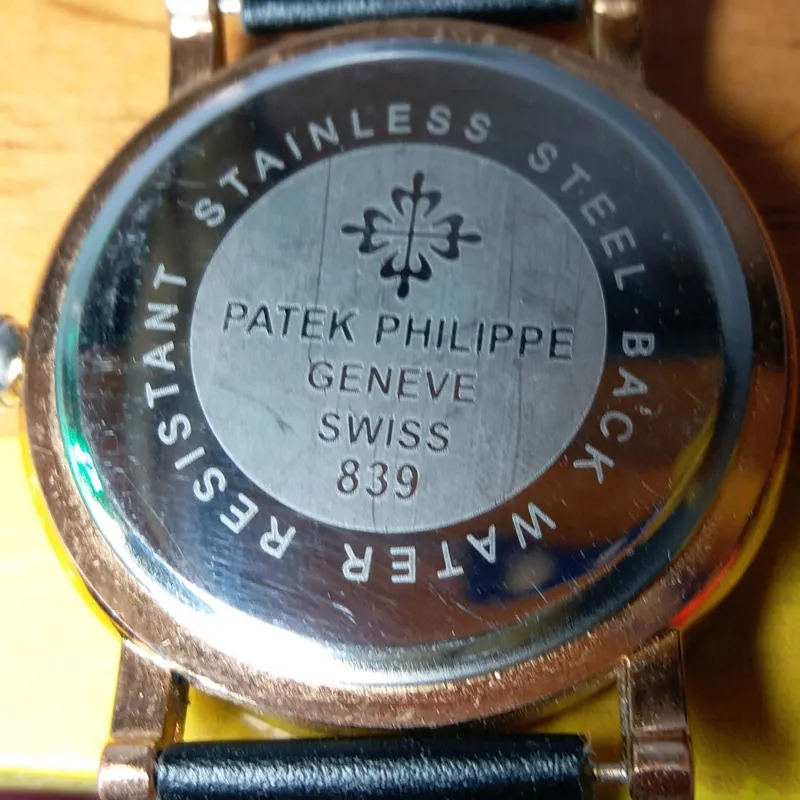 STAINLESS STEEL BACK WATER RESISTANT
PATEK PHILIPPE
GENEVE
SWISS
839